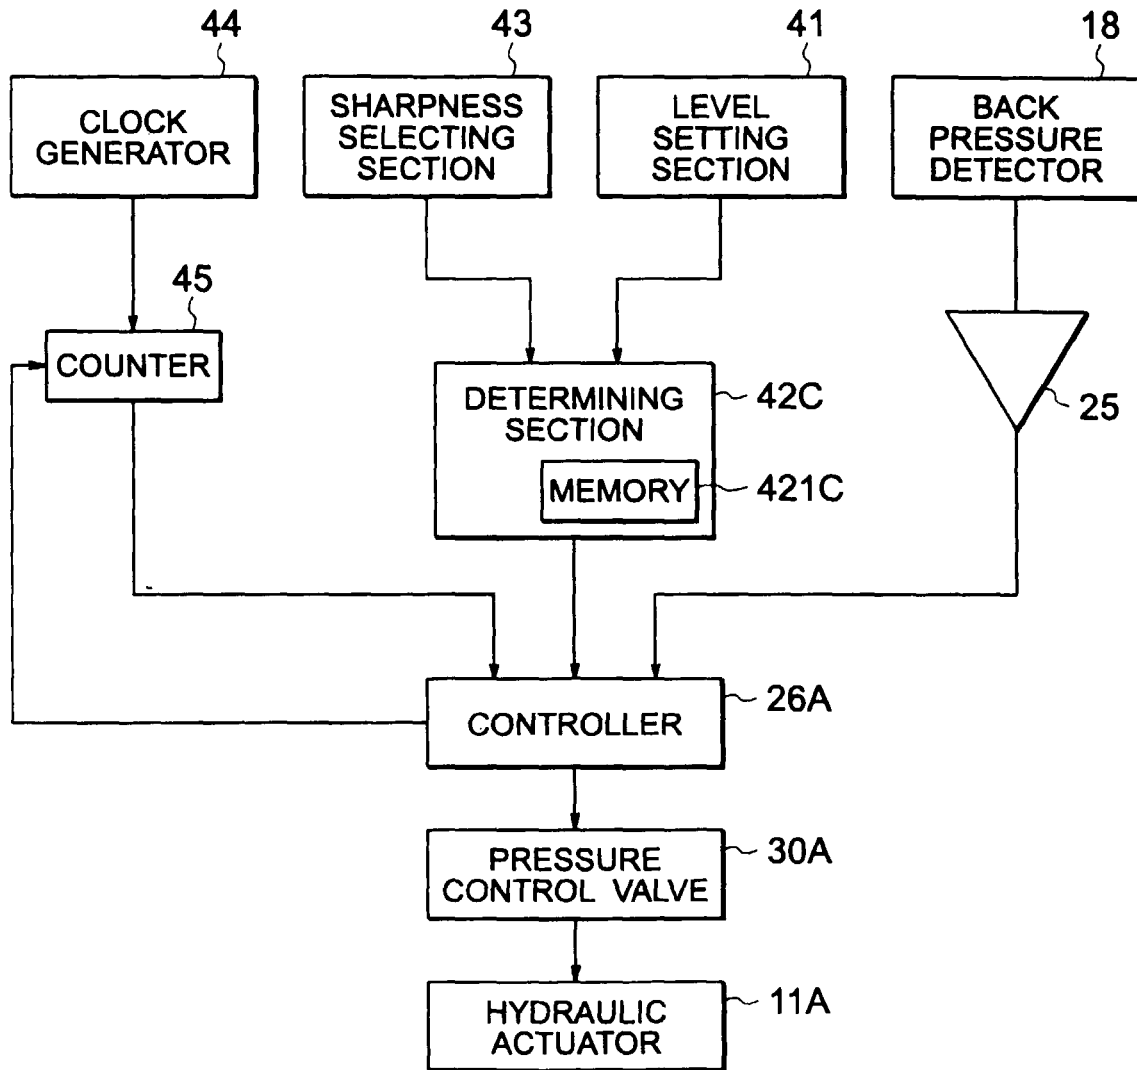 44
43
41
18
CLOCK
GENERATOR
SHARPNESS
SELECTING
SECTION
LEVEL
SETTING
SECTION
BACK
PRESSURE
DETECTOR
45
COUNTER
DETERMINING
SECTION
42C
MEMORY
421C
25
CONTROLLER
26A
PRESSURE
CONTROL VALVE
30A
HYDRAULIC
ACTUATOR
11A